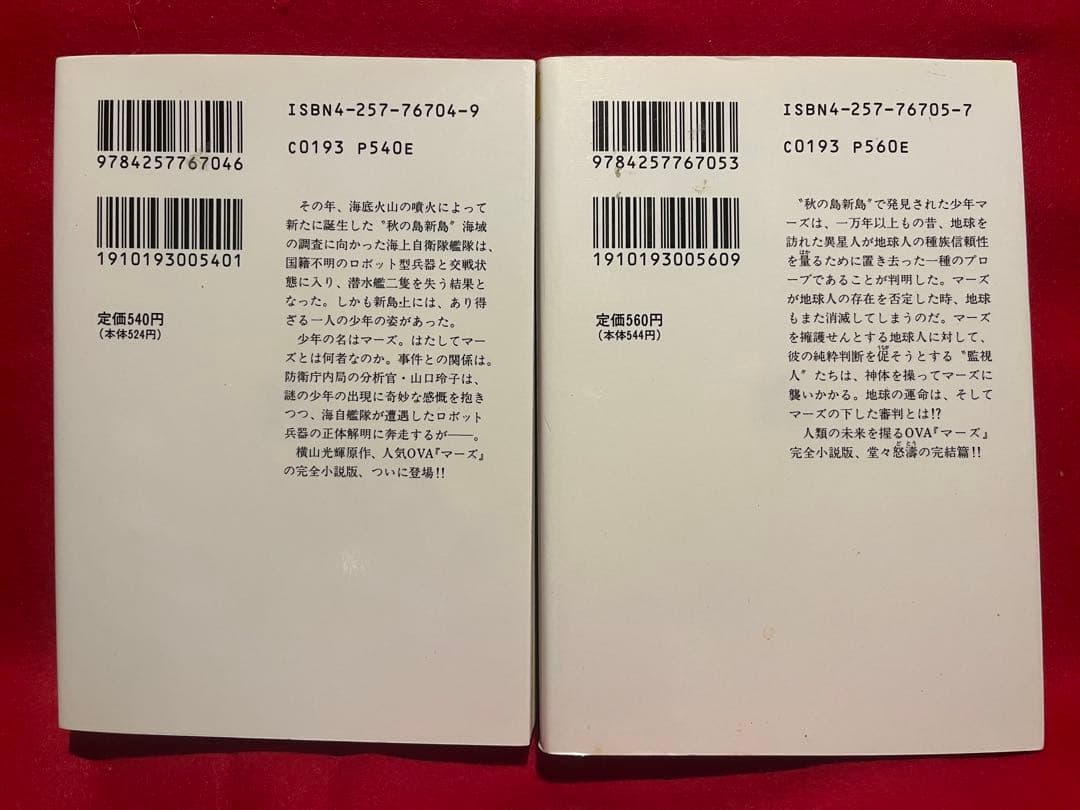 ISBN4-257-76704-9
9784257767046
C0193 P540E
1910193005401
定価540円
(本体524円)
その年、海底火山の噴火によって
新たに誕生した〝秋の島新島〟海域
の調査に向かった海上自衛隊艦隊は、
国籍不明のロボット型兵器と交戦状
態に入り、潜水艦二隻を失う結果と
なった。しかも新島上には、あり得
ざる一人の少年の姿があった。
少年の名はマーズ。はたしてマー
ズとは何者なのか。事件との関係は。
防衛庁内局の分析官・山口玲子は、
謎の少年の出現に奇妙な感慨を抱き
つつ、海自艦隊が遭遇したロボット
兵器の正体解明に奔走するが――。
横山光輝原作、人気OVA『マーズ』
の完全小説版、ついに登場!!
ISBN4-257-76705-7
9784257767053
C0193 P560E
1910193005609
定価560円
(本体544円)
〝秋の島新島〟で発見された少年マ
ーズは、一万年以上もの昔、地球を
訪れた異星人が地球人の種族信頼性
を量るために置き去った一種のプロ
ーブであることが判明した。マーズ
が地球人の存在を否定した時、地球
もまた消滅してしまうのだ。マーズ
を擁護せんとする地球人に対して、
彼の純粋判断を促そうとする〝監視
人〟たちは、神体を操ってマーズに
襲いかかる。地球の運命は、そして
マーズの下した審判とは!?
人類の未来を握るOVA『マーズ』
完全小説版、堂々怒濤の完結篇!!